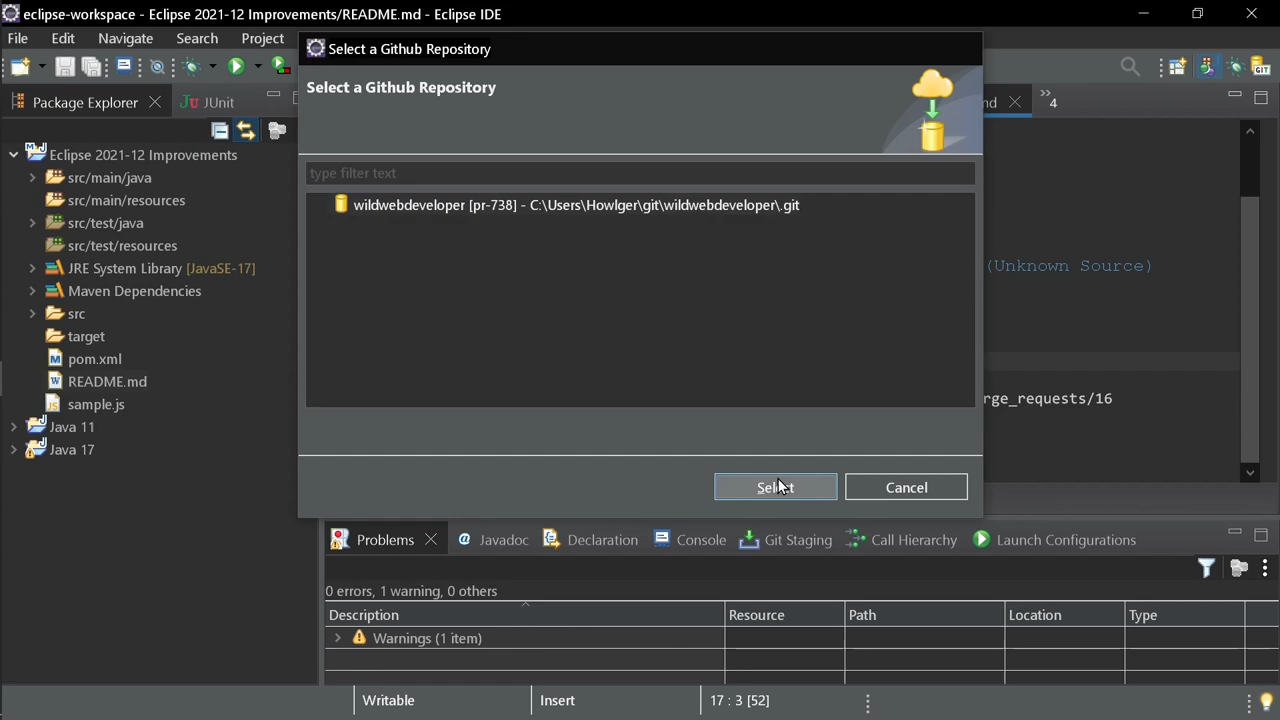 eclipse-workspace - Eclipse 2021-12 Improvements/README.md - Eclipse IDE
File Edit Navigate Search Project
Select a Github Repository
Select a Github Repository
Package Explorer JUnit
nd 4
type filter text
Eclipse 2021-12 Improvements
src/main/java
src/main/resources
wildwebdeveloper [pr-738] - C:\Users\Howlger\git\wildwebdeveloper\.git
src/test/java
src/test/resources
JRE System Library [JavaSE-17]
(Unknown Source)
Maven Dependencies
src
target
pom.xml
README.md
rge_requests/16
sample.js
Java 11
Java 17
Select Cancel
Problems @ Javadoc Declaration Console Git Staging Call Hierarchy Launch Configurations
0 errors, 1 warning, 0 others
Description Resource Path Location Type
Warnings (1 item)
Writable Insert 17 : 3 [52]